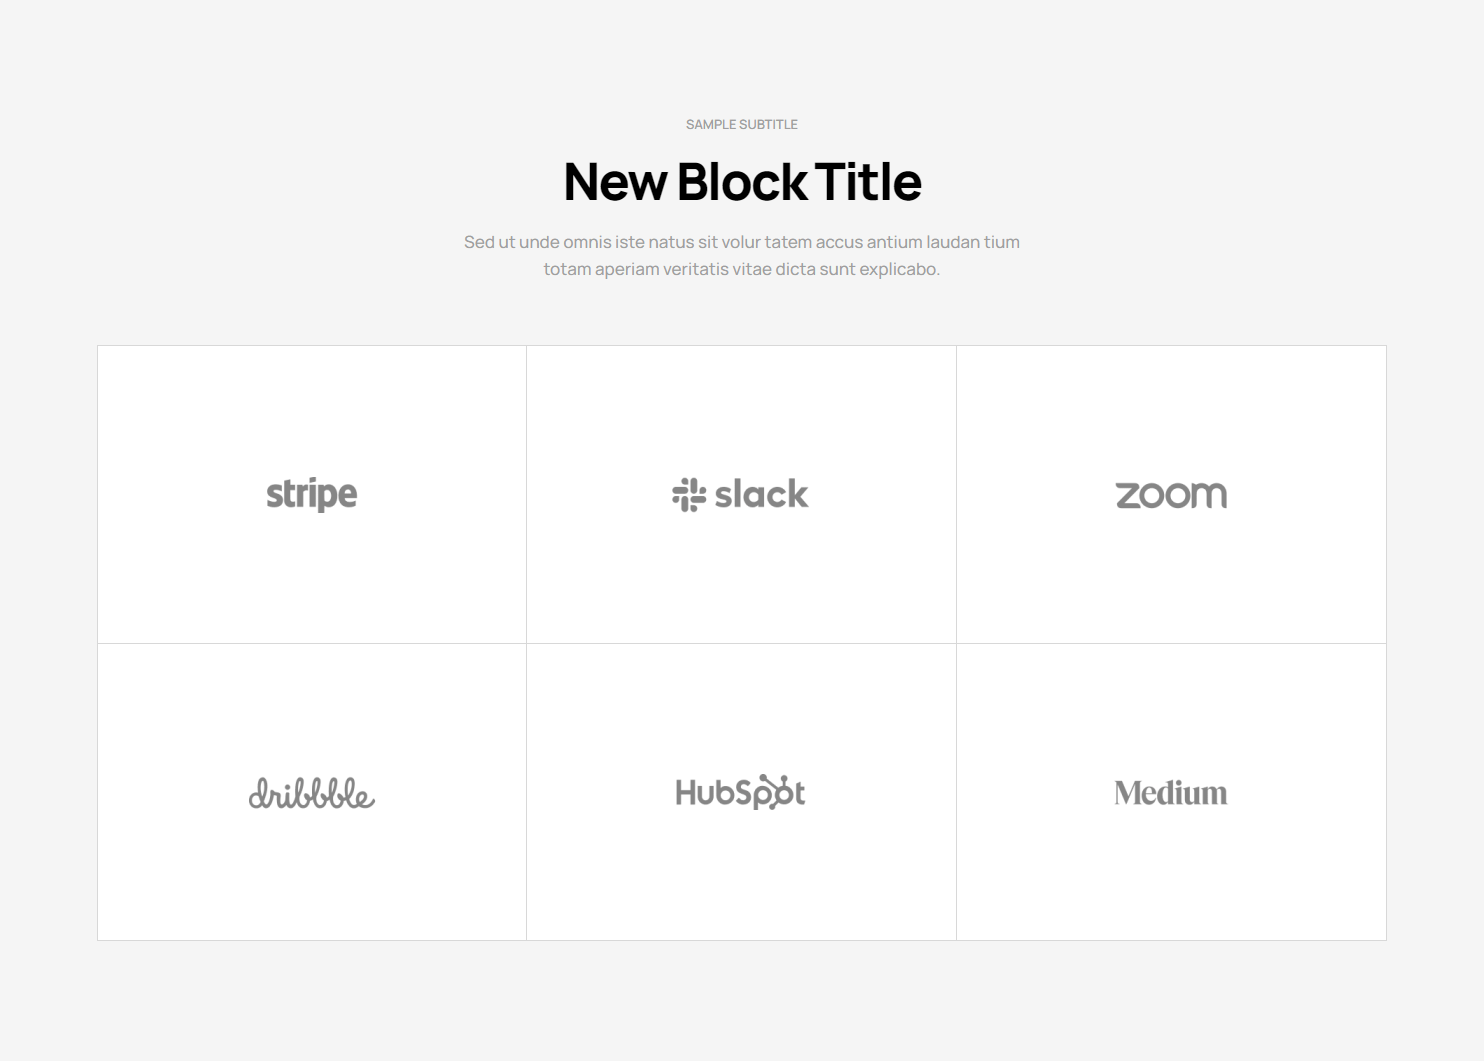 SAMPLE SUBTITLE
New Block Title
Sed ut unde omnis iste natus sit volur tatem accus antium laudan tium
totam aperiam veritatis vitae dicta sunt explicabo.
stripe
slack
zoom
dribbble
HubSpot
Medium